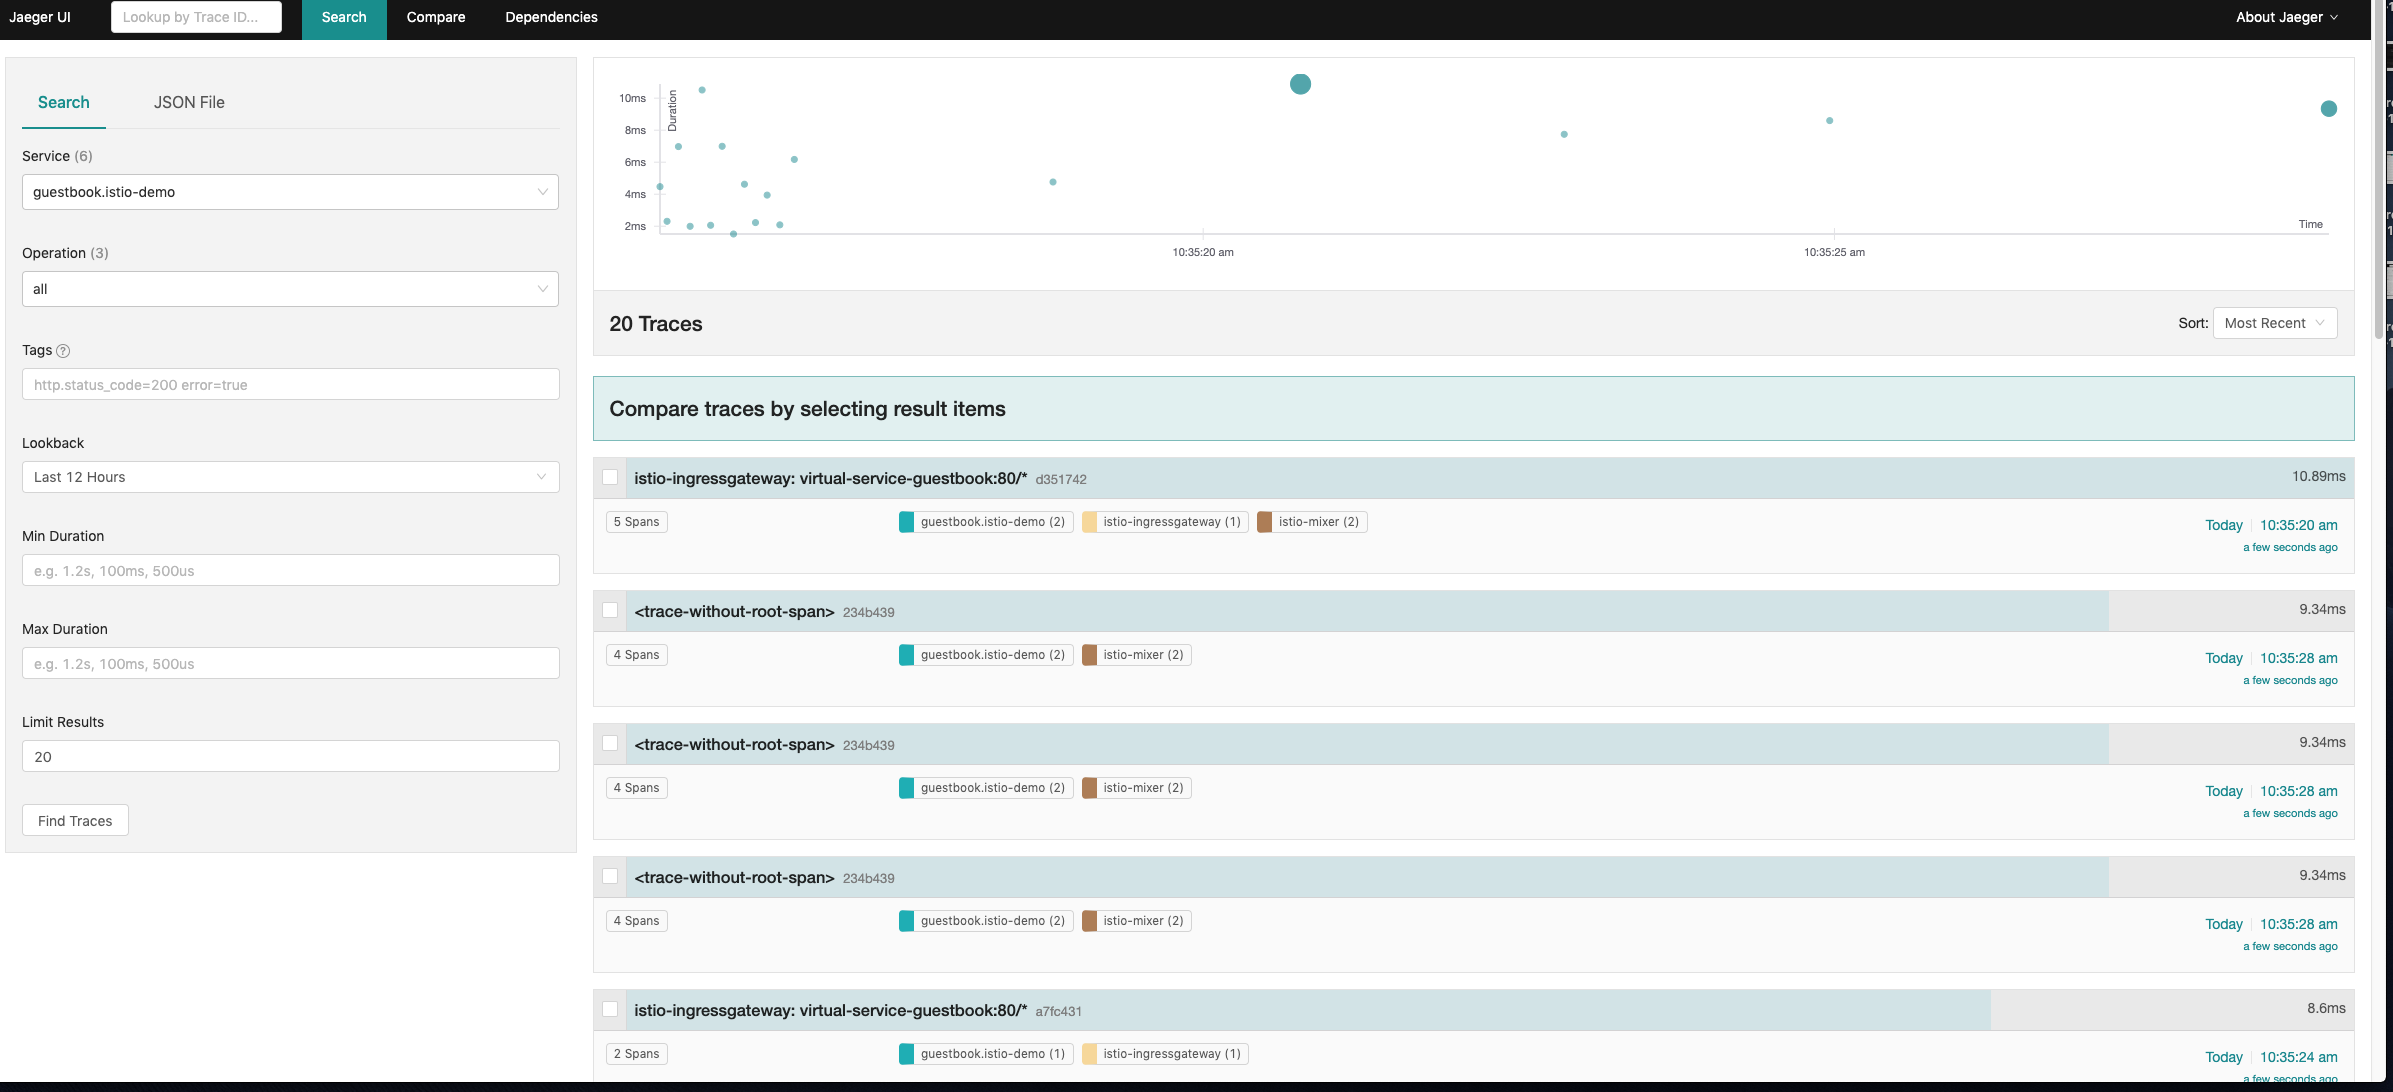 Jaeger UI
Lookup by Trace ID...
Search
Compare
Dependencies
About Jaeger
Search
JSON File
Service (6)
guestbook.istio-demo
Operation (3)
all
Tags
http.status_code=200 error=true
Lookback
Last 12 Hours
Min Duration
e.g. 1.2s, 100ms, 500us
Max Duration
e.g. 1.2s, 100ms, 500us
Limit Results
20
Find Traces
Duration
10ms
8ms
6ms
4ms
2ms
Time
10:35:20 am
10:35:25 am
20 Traces
Sort: Most Recent
Compare traces by selecting result items
istio-ingressgateway: virtual-service-guestbook:80/* d351742 10.89ms
5 Spans guestbook.istio-demo (2) istio-ingressgateway (1) istio-mixer (2) Today 10:35:20 am
a few seconds ago
<trace-without-root-span> 234b439 9.34ms
4 Spans guestbook.istio-demo (2) istio-mixer (2) Today 10:35:28 am
a few seconds ago
<trace-without-root-span> 234b439 9.34ms
4 Spans guestbook.istio-demo (2) istio-mixer (2) Today 10:35:28 am
a few seconds ago
<trace-without-root-span> 234b439 9.34ms
4 Spans guestbook.istio-demo (2) istio-mixer (2) Today 10:35:28 am
a few seconds ago
istio-ingressgateway: virtual-service-guestbook:80/* a7fc431 8.6ms
2 Spans guestbook.istio-demo (1) istio-ingressgateway (1) Today 10:35:24 am
a few seconds ago